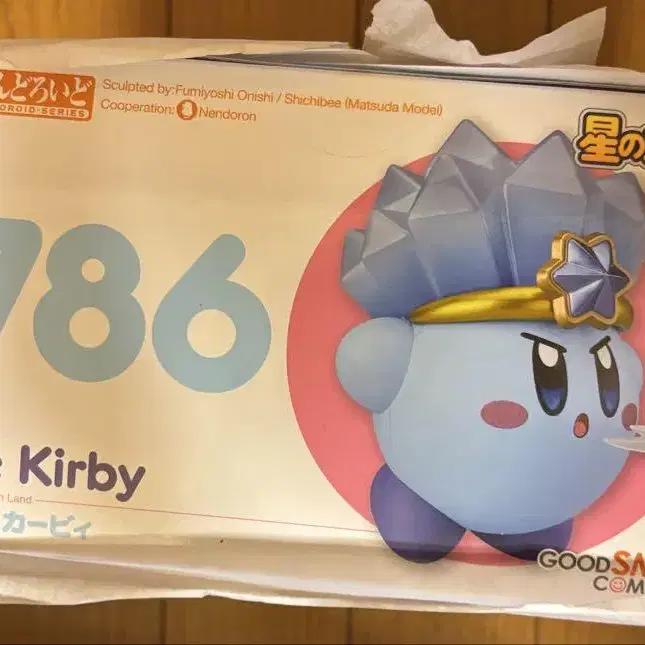 んどろいど
DROID-SERIES
Sculpted by:Fumiyoshi Onishi / Shichibee (Matsuda Model)
Cooperation: Nendoron
星の
786
Kirby
Land
カービィ
GOOD SM
COM